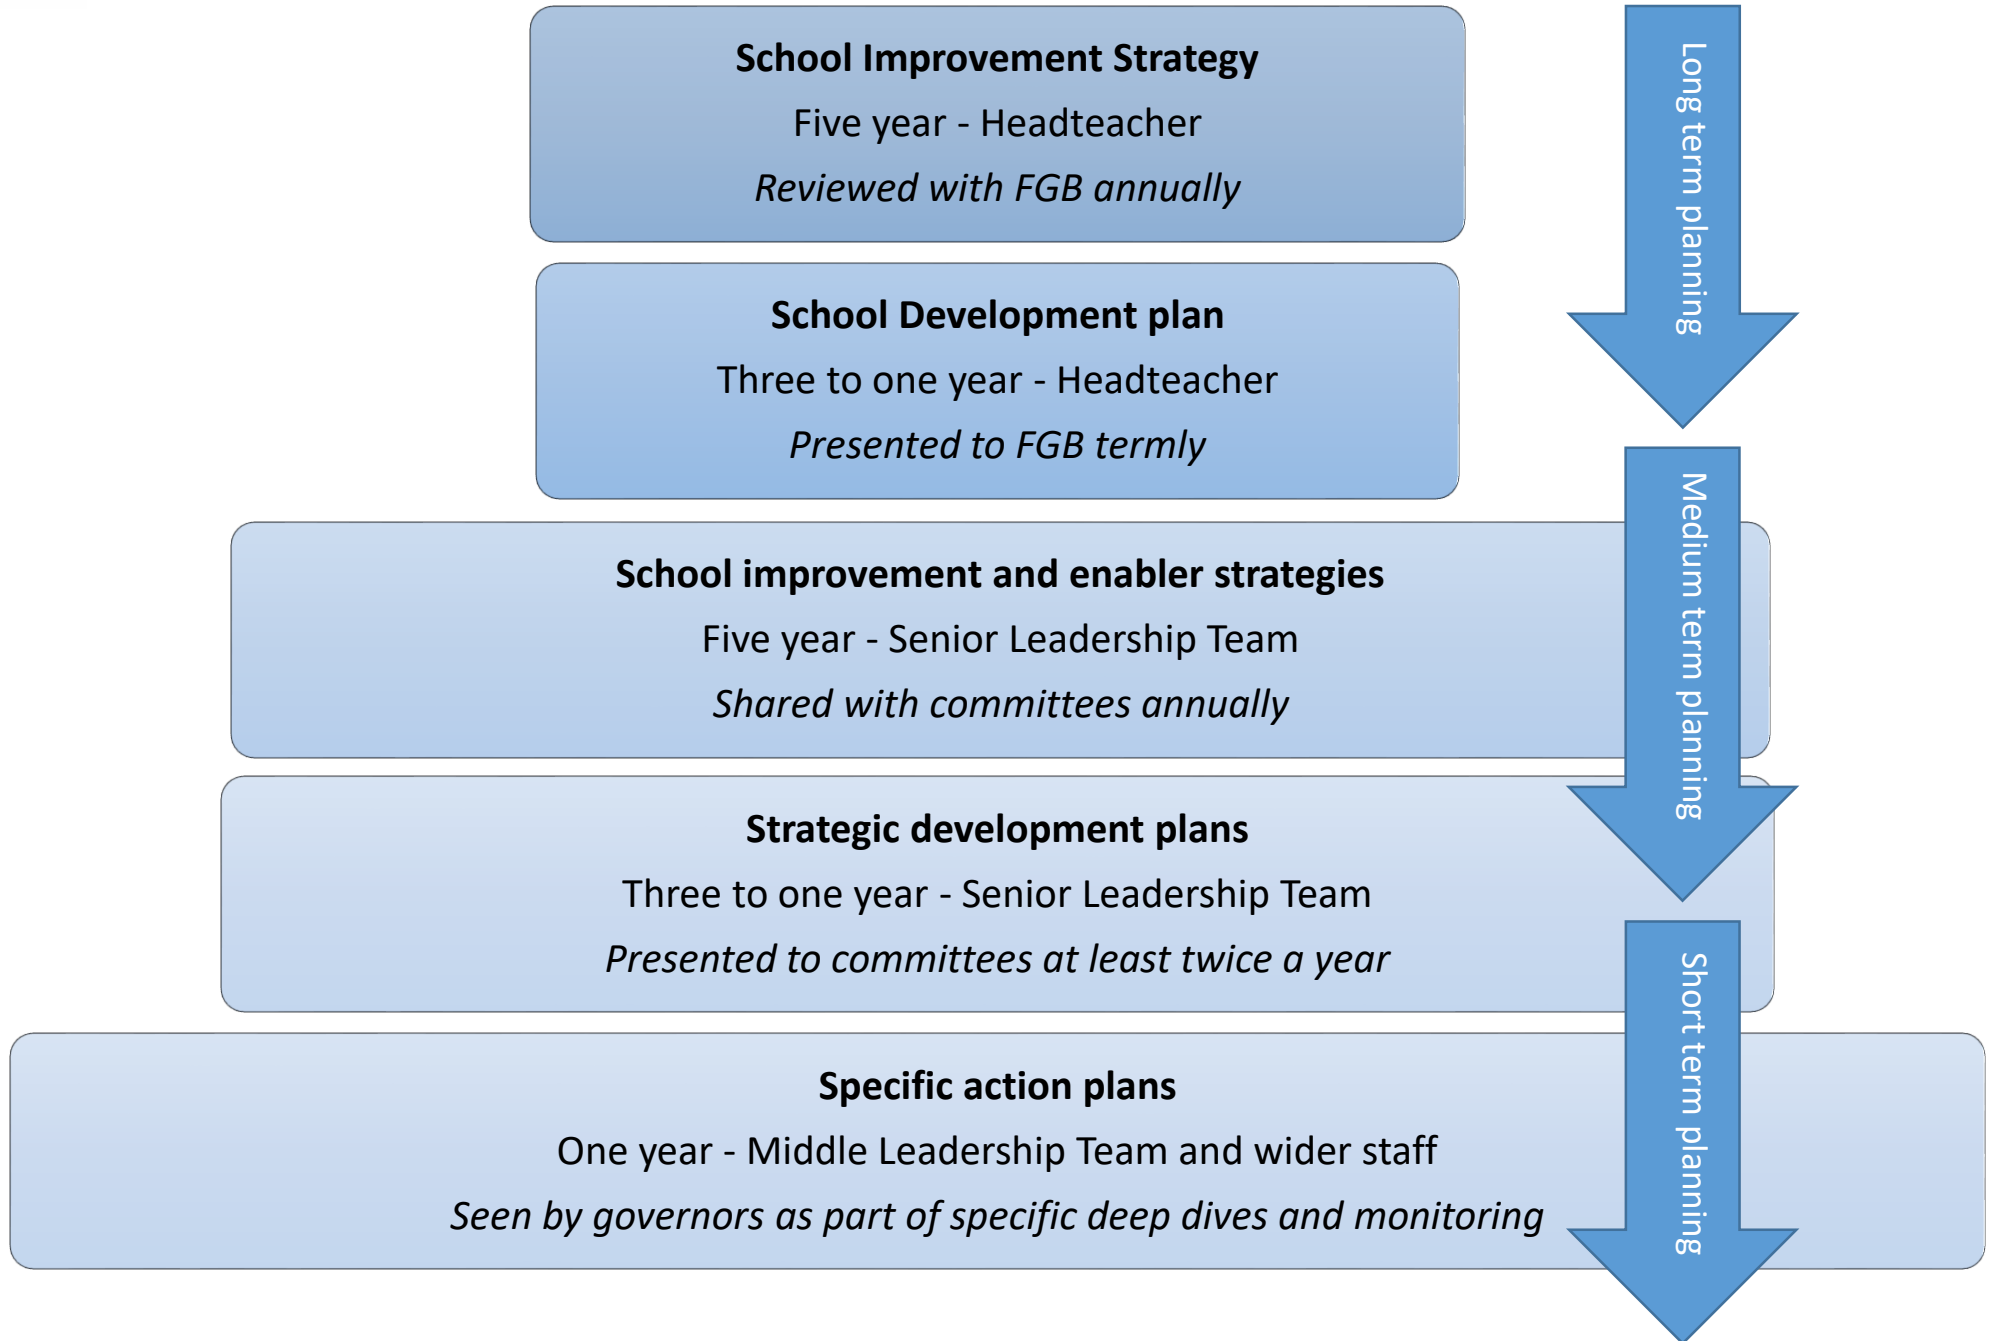 School Improvement Strategy
Five year - Headteacher
Reviewed with FGB annually
School Development plan
Three to one year - Headteacher
Presented to FGB termly
School improvement and enabler strategies
Five year - Senior Leadership Team
Shared with committees annually
Strategic development plans
Three to one year - Senior Leadership Team
Presented to committees at least twice a year
Specific action plans
One year - Middle Leadership Team and wider staff
Seen by governors as part of specific deep dives and monitoring
Long term planning
Medium term planning
Short term planning